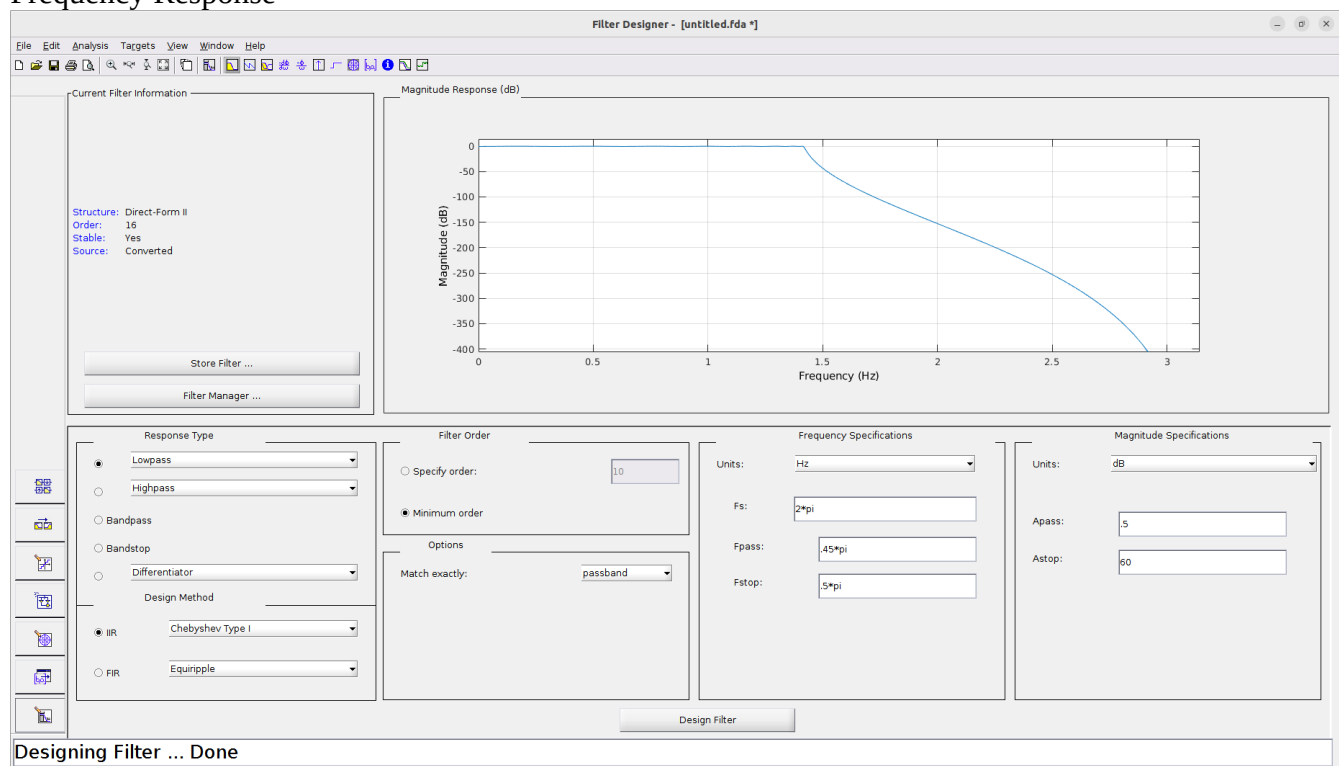 Frequency Response
Filter Designer - [untitled.fda *]
File Edit Analysis Targets View Window Help
Current Filter Information
Structure: Direct-Form II
Order: 16
Stable: Yes
Source: Converted
Store Filter ...
Filter Manager ...
Magnitude Response (dB)
0
-50
-100
-150
-200
-250
-300
-350
-400
Magnitude (dB)
0 0.5 1 1.5 2 2.5 3
Frequency (Hz)
Response Type
Lowpass
Highpass
Bandpass
Bandstop
Differentiator
Design Method
IIR Chebyshev Type I
FIR Equiripple
Filter Order
Specify order: 10
Minimum order
Options
Match exactly: passband
Frequency Specifications
Units: Hz
Fs: 2*pi
Fpass: .45*pi
Fstop: .5*pi
Magnitude Specifications
Units: dB
Apass: .5
Astop: 60
Design Filter
Designing Filter ... Done